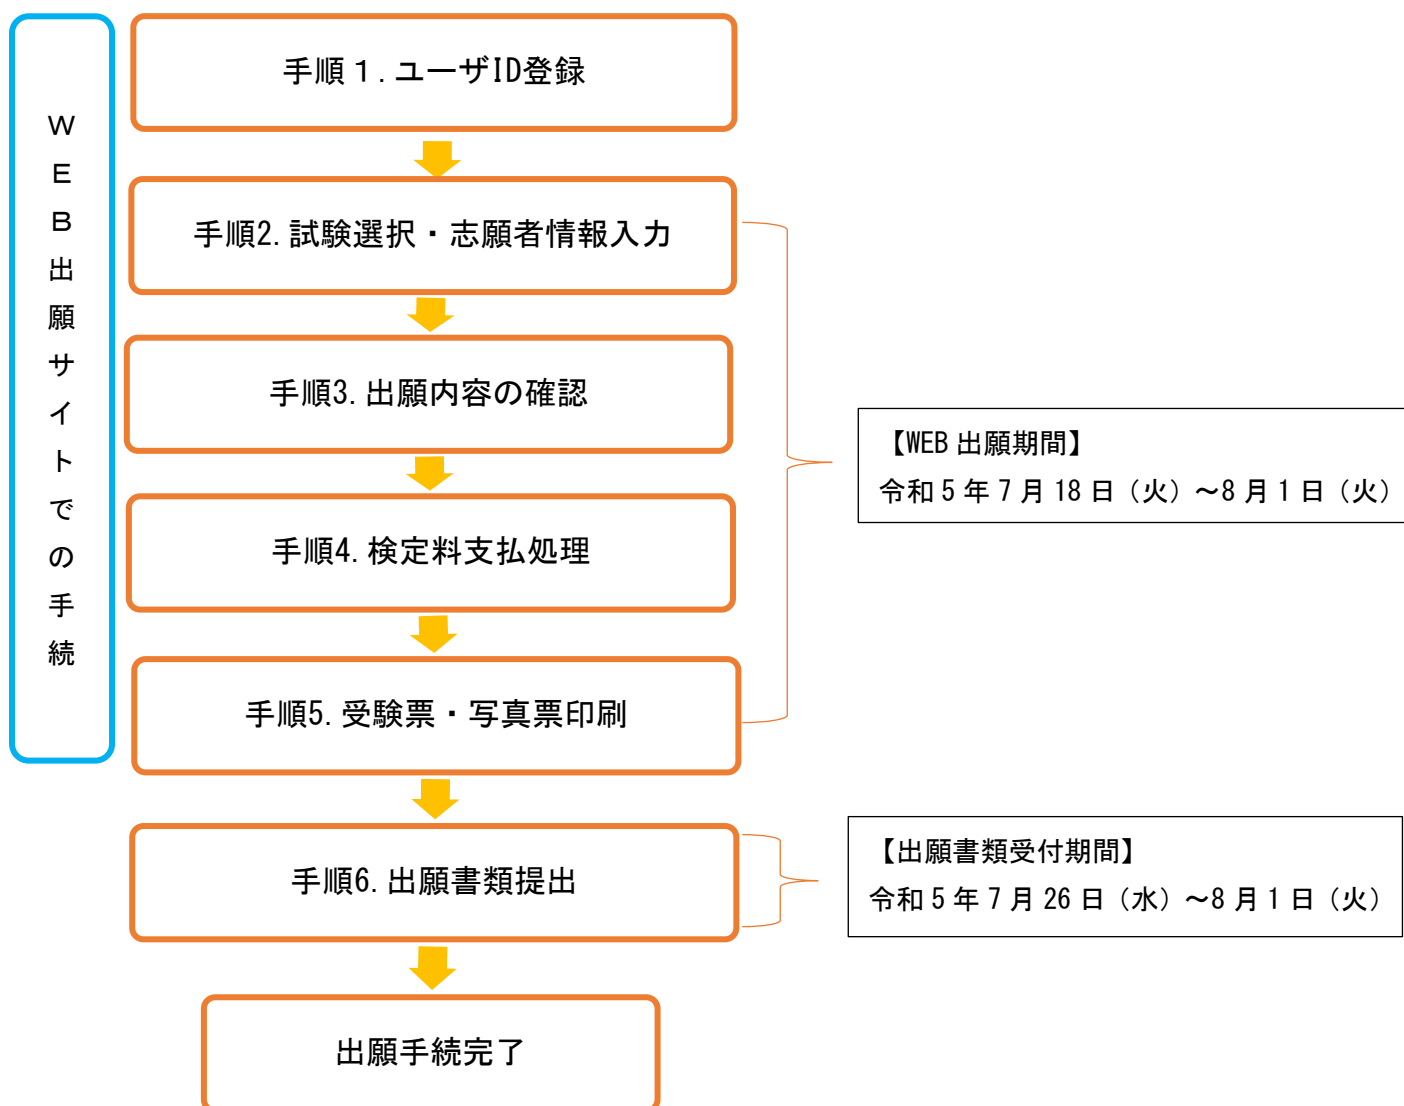 WEB出願サイトでの手続
手順１.ユーザID登録
手順2.試験選択・志願者情報入力
手順3.出願内容の確認
手順4.検定料支払処理
手順5.受験票・写真票印刷
【WEB 出願期間】
令和 5 年 7 月 18 日（火）～8 月 1 日（火）
手順6.出願書類提出
【出願書類受付期間】
令和 5 年 7 月 26 日（水）～8 月 1 日（火）
出願手続完了